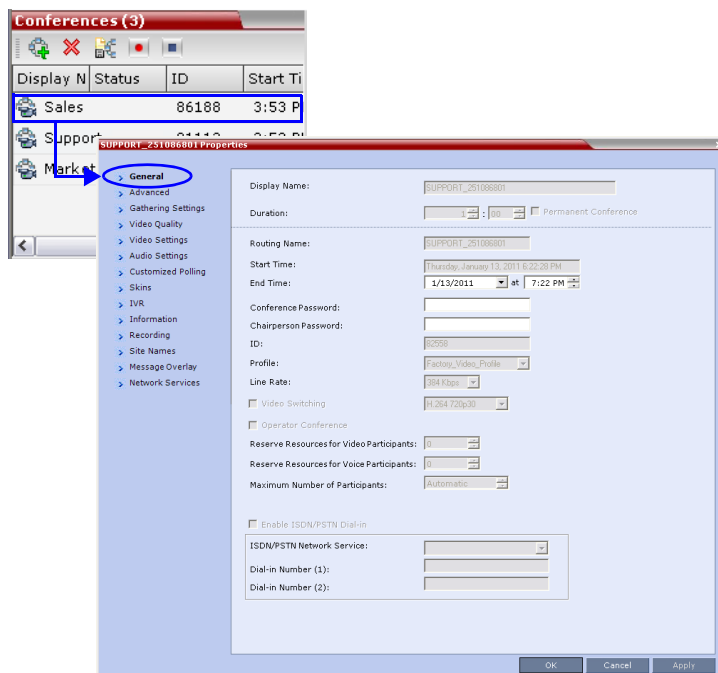 Conferences (3)
Display N Status ID Start Ti
Sales 86188 3:53 P
Support
Market
SUPPORT_251086801 Properties
General
Advanced
Gathering Settings
Video Quality
Video Settings
Audio Settings
Customized Polling
Skins
IVR
Information
Recording
Site Names
Message Overlay
Network Services
Display Name: SUPPORT_251086801
Duration: 1 : 00 Permanent Conference
Routing Name: SUPPORT_251086801
Start Time: Thursday, January 13, 2011 6:22:28 PM
End Time: 1/13/2011 at 7:22 PM
Conference Password:
Chairperson Password:
ID: 82558
Profile: Factory_Video_Profile
Line Rate: 384 Kbps
Video Switching H.264 720p30
Operator Conference
Reserve Resources for Video Participants: 0
Reserve Resources for Voice Participants: 0
Maximum Number of Participants: Automatic
Enable ISDN/PSTN Dial-in
ISDN/PSTN Network Service:
Dial-in Number (1):
Dial-in Number (2):
OK Cancel Apply